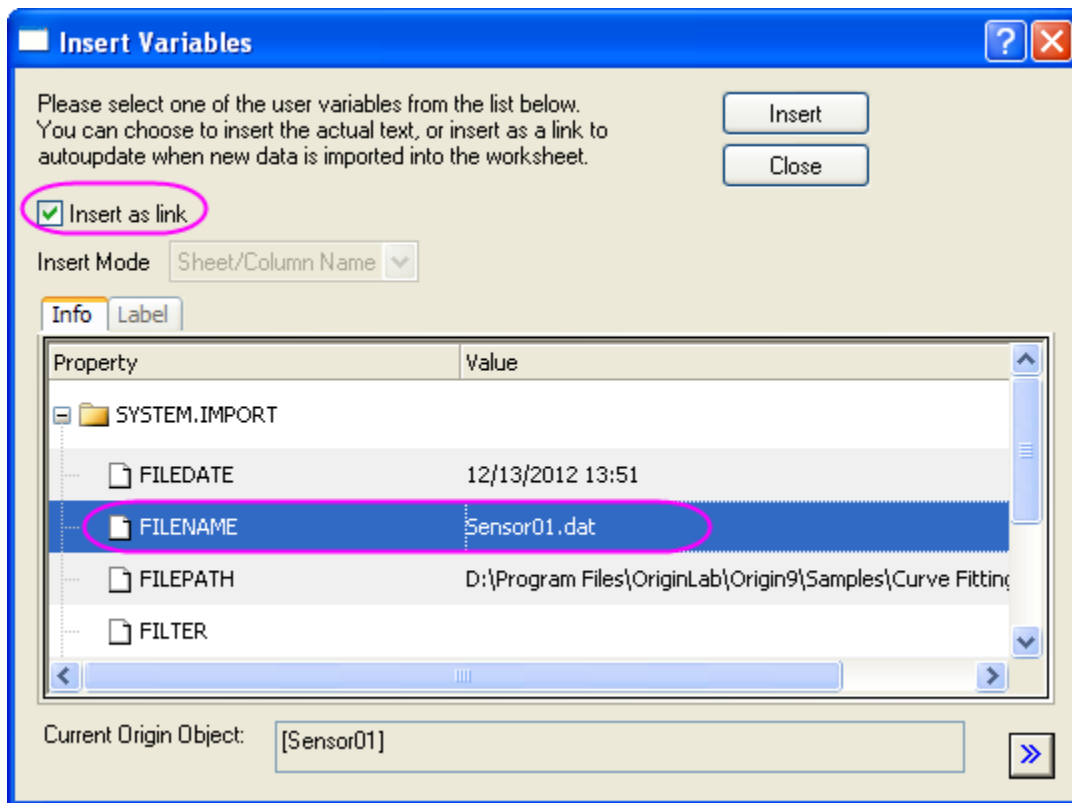 Insert Variables
Please select one of the user variables from the list below.
You can choose to insert the actual text, or insert as a link to
autoupdate when new data is imported into the worksheet.
Insert
Close
Insert as link
Insert Mode Sheet/Column Name
Info Label
Property Value
SYSTEM.IMPORT
FILEDATE 12/13/2012 13:51
FILENAME Sensor01.dat
FILEPATH D:\Program Files\OriginLab\Origin9\Samples\Curve Fitting
FILTER
Current Origin Object: [Sensor01]